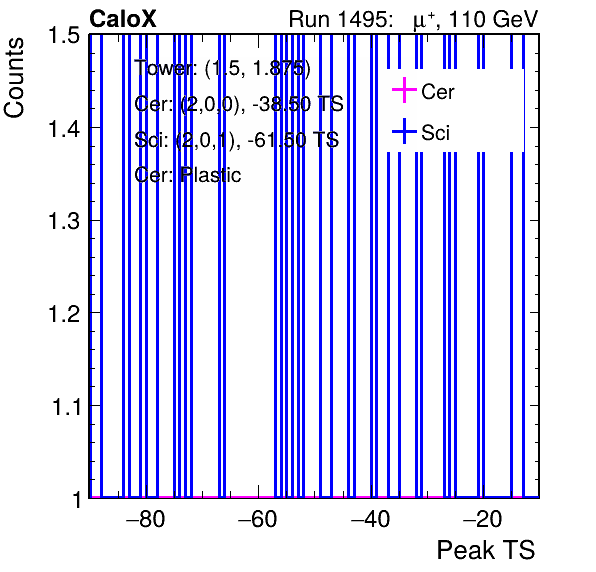 CaloX Run 1495: μ⁺, 110 GeV
Counts
1.5
1.4
1.3
1.2
1.1
1
Tower: (1.5, 1.875)
Cer: (2,0,0), -38.50 TS
Sci: (2,0,1), -61.50 TS
Cer: Plastic
Cer
Sci
−80 −60 −40 −20
Peak TS